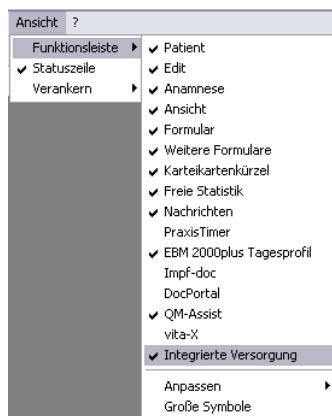 Ansicht ?
Funktionsleiste
Statuszeile
Verankern
Patient
Edit
Anamnese
Ansicht
Formular
Weitere Formulare
Karteikartenkürzel
Freie Statistik
Nachrichten
PraxisTimer
EBM 2000plus Tagesprofil
Impf-doc
DocPortal
QM-Assist
vita-X
Integrierte Versorgung
Anpassen
Große Symbole